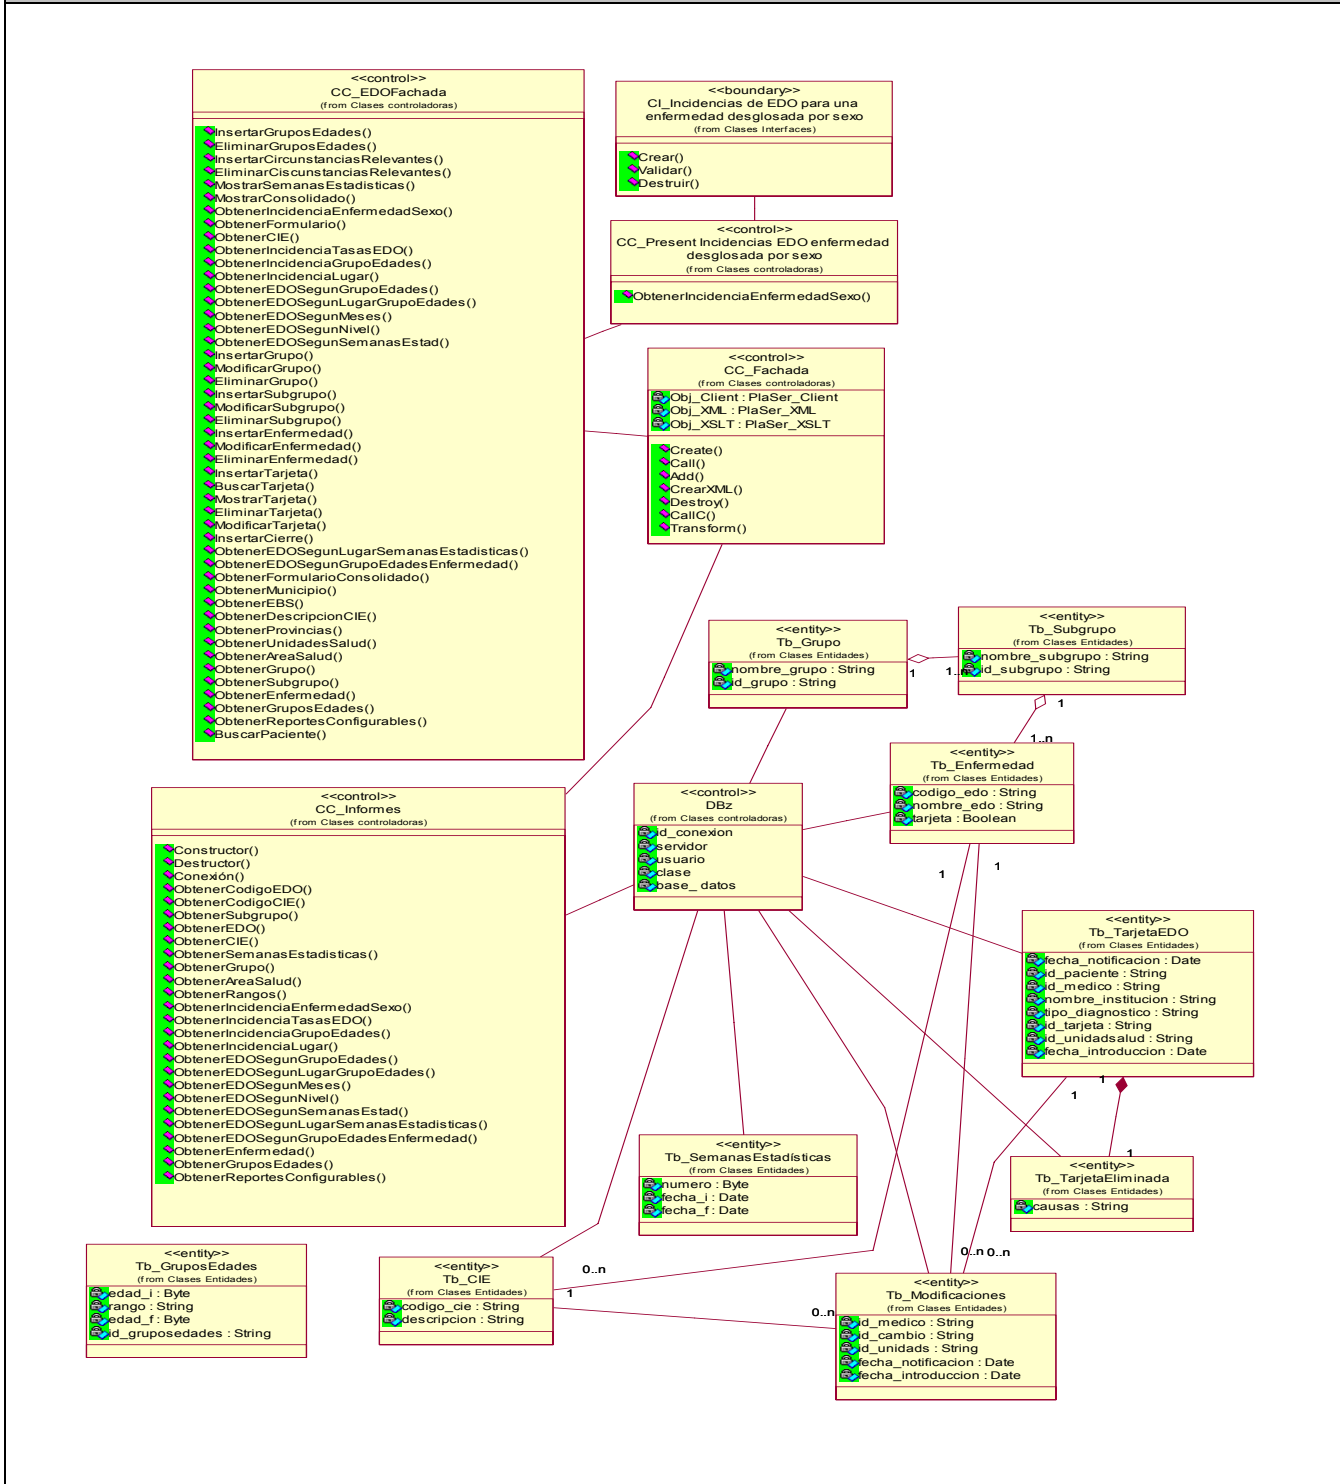 <<control>>
CC_EDOFachada
(from Clases controladoras)
InsertarGruposEdades()
EliminarGruposEdades()
InsertarCircunstanciasRelevantes()
EliminarCiscunstanciasRelevantes()
MostrarSemanasEstadisticas()
MostrarConsolidado()
ObtenerIncidenciaEnfermedadSexo()
ObtenerFormulario()
ObtenerCIE()
ObtenerIncidenciaTasasEDO()
ObtenerIncidenciaGrupoEdades()
ObtenerIncidenciaLugar()
ObtenerEDOSegunGrupoEdades()
ObtenerEDOSegunLugarGrupoEdades()
ObtenerEDOSegunMeses()
ObtenerEDOSegunNivel()
ObtenerEDOSegunSemanasEstad()
InsertarGrupo()
ModificarGrupo()
EliminarGrupo()
InsertarSubgrupo()
ModificarSubgrupo()
EliminarSubgrupo()
InsertarEnfermedad()
ModificarEnfermedad()
EliminarEnfermedad()
InsertarTarjeta()
BuscarTarjeta()
MostrarTarjeta()
EliminarTarjeta()
ModificarTarjeta()
InsertarCierre()
ObtenerEDOSegunLugarSemanasEstadisticas()
ObtenerEDOSegunGrupoEdadesEnfermedad()
ObtenerFormularioConsolidado()
ObtenerMunicipio()
ObtenerEBS()
ObtenerDescripcionCIE()
ObtenerProvincias()
ObtenerUnidadesSalud()
ObtenerAreaSalud()
ObtenerGrupo()
ObtenerSubgrupo()
ObtenerEnfermedad()
ObtenerGruposEdades()
ObtenerReportesConfigurables()
BuscarPaciente()
<<boundary>>
CI_Incidencias de EDO para una
enfermedad desglosada por sexo
(from Clases Interfaces)
Crear()
Validar()
Destruir()
<<control>>
CC_Present Incidencias EDO enfermedad
desglosada por sexo
(from Clases controladoras)
ObtenerIncidenciaEnfermedadSexo()
<<control>>
CC_Fachada
(from Clases controladoras)
Obj_Client : PlaSer_Client
Obj_XML : PlaSer_XML
Obj_XSLT : PlaSer_XSLT
Create()
Call()
Add()
CrearXML()
Destroy()
CallC()
Transform()
<<entity>>
Tb_Grupo
(from Clases Entidades)
nombre_grupo : String
id_grupo : String
1
1..n
<<entity>>
Tb_Subgrupo
(from Clases Entidades)
nombre_subgrupo : String
id_subgrupo : String
1
1..n
<<entity>>
Tb_Enfermedad
(from Clases Entidades)
codigo_edo : String
nombre_edo : String
tarjeta : Boolean
1
1
<<control>>
CC_Informes
(from Clases controladoras)
Constructor()
Destructor()
Conexión()
ObtenerCodigoEDO()
ObtenerCodigoCIE()
ObtenerSubgrupo()
ObtenerEDO()
ObtenerCIE()
ObtenerSemanasEstadisticas()
ObtenerGrupo()
ObtenerAreaSalud()
ObtenerRangos()
ObtenerIncidenciaEnfermedadSexo()
ObtenerIncidenciaTasasEDO()
ObtenerIncidenciaGrupoEdades()
ObtenerIncidenciaLugar()
ObtenerEDOSegunGrupoEdades()
ObtenerEDOSegunLugarGrupoEdades()
ObtenerEDOSegunMeses()
ObtenerEDOSegunNivel()
ObtenerEDOSegunSemanasEstad()
ObtenerEDOSegunLugarSemanasEstadisticas()
ObtenerEDOSegunGrupoEdadesEnfermedad()
ObtenerEnfermedad()
ObtenerGruposEdades()
ObtenerReportesConfigurables()
<<control>>
DBz
(from Clases controladoras)
id_conexion
servidor
usuario
clase
base_ datos
<<entity>>
Tb_TarjetaEDO
(from Clases Entidades)
fecha_notificacion : Date
id_paciente : String
id_medico : String
nombre_institucion : String
tipo_diagnostico : String
id_tarjeta : String
id_unidadsalud : String
fecha_introduccion : Date
1
1
1
<<entity>>
Tb_SemanasEstadísticas
(from Clases Entidades)
numero : Byte
fecha_i : Date
fecha_f : Date
<<entity>>
Tb_TarjetaEliminada
(from Clases Entidades)
causas : String
<<entity>>
Tb_GruposEdades
(from Clases Entidades)
edad_i : Byte
rango : String
edad_f : Byte
id_gruposedades : String
<<entity>>
Tb_CIE
(from Clases Entidades)
codigo_cie : String
descripcion : String
0..n
1
0..n
0..n
0..n
<<entity>>
Tb_Modificaciones
(from Clases Entidades)
id_medico : String
id_cambio : String
id_unidads : String
fecha_notificacion : Date
fecha_introduccion : Date